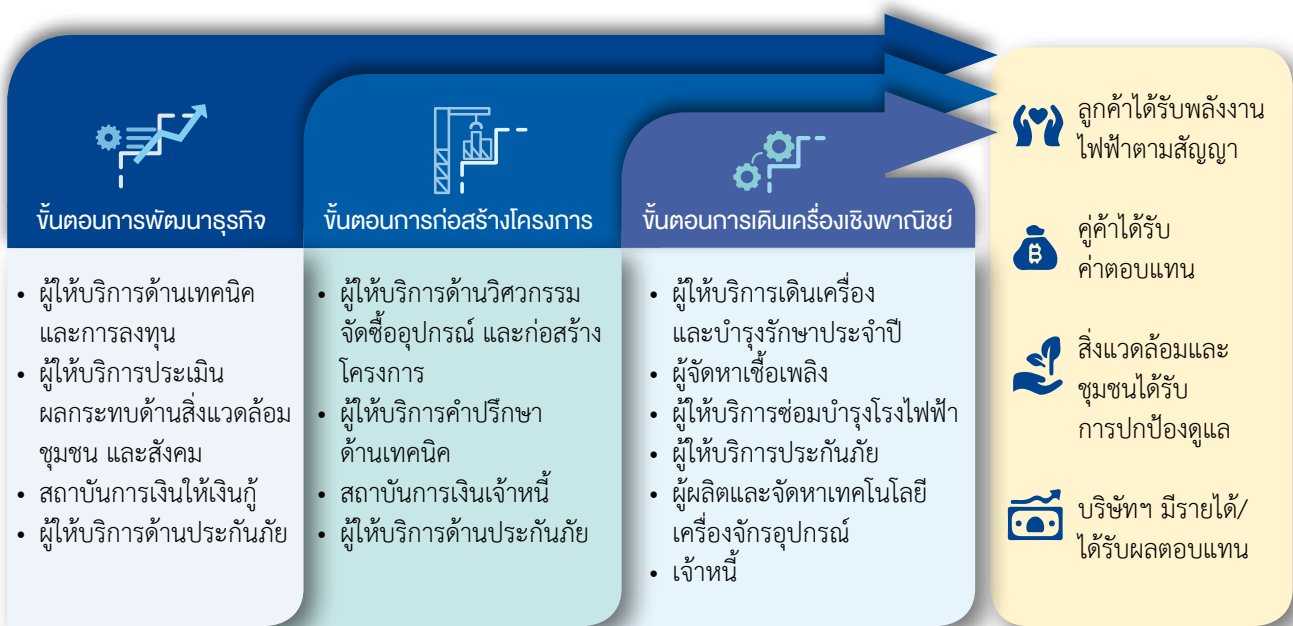 ขั้นตอนการพัฒนาธุรกิจ
• ผู้ให้บริการด้านเทคนิค
และการลงทุน
• ผู้ให้บริการประเมิน
ผลกระทบด้านสิ่งแวดล้อม
ชุมชน และสังคม
• สถาบันการเงินให้เงินกู้
• ผู้ให้บริการด้านประกันภัย
ขั้นตอนการก่อสร้างโครงการ
• ผู้ให้บริการด้านวิศวกรรม
จัดซื้ออุปกรณ์ และก่อสร้าง
โครงการ
• ผู้ให้บริการคำปรึกษา
ด้านเทคนิค
• สถาบันการเงินเจ้าหนี้
• ผู้ให้บริการด้านประกันภัย
ขั้นตอนการเดินเครื่องเชิงพาณิชย์
• ผู้ให้บริการเดินเครื่อง
และบำรุงรักษาประจำปี
• ผู้จัดหาเชื้อเพลิง
• ผู้ให้บริการซ่อมบำรุงโรงไฟฟ้า
• ผู้ให้บริการประกันภัย
• ผู้ผลิตและจัดหาเทคโนโลยี
เครื่องจักรอุปกรณ์
• เจ้าหนี้
ลูกค้าได้รับพลังงาน
ไฟฟ้าตามสัญญา
คู่ค้าได้รับ
ค่าตอบแทน
สิ่งแวดล้อมและ
ชุมชนได้รับ
การปกป้องดูแล
บริษัทฯ มีรายได้/
ได้รับผลตอบแทน